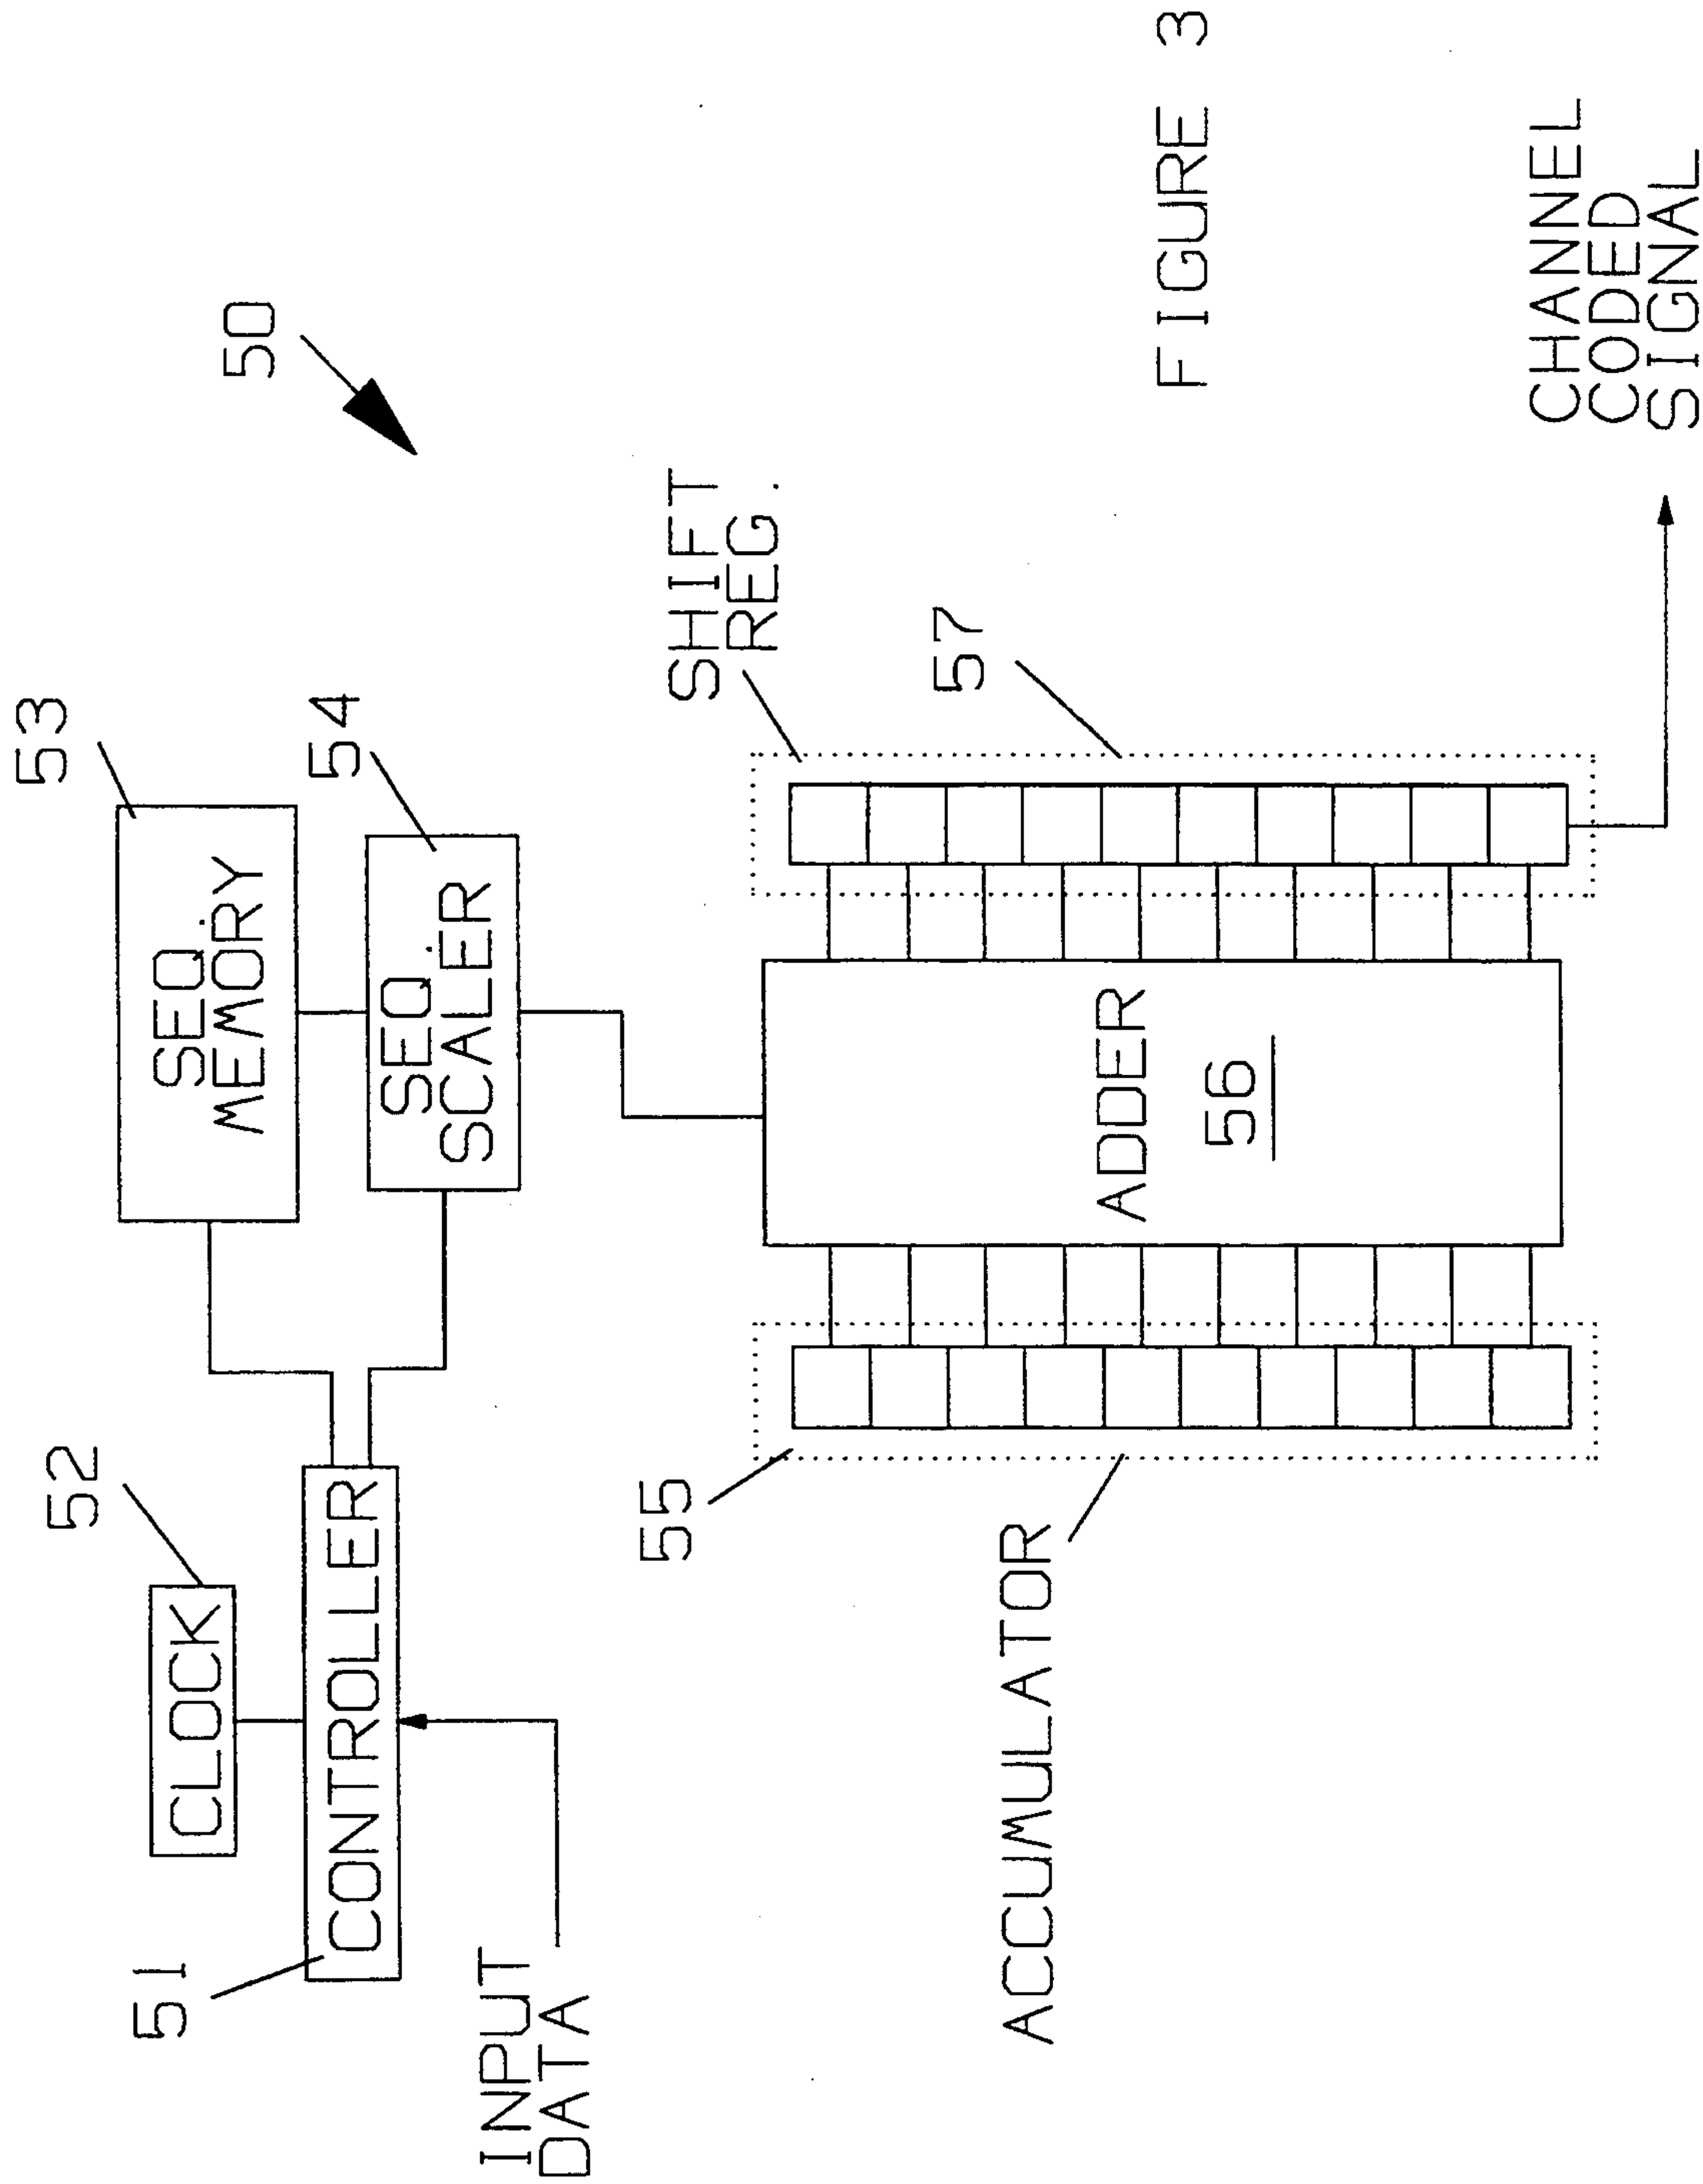 53
50
52
SEQ.
MEMORY
51
CLOCK
54
CONTROLLER
SEQ.
SCALER
INPUT
DATA
SHIFT
REG.
55
57
ACCUMULATOR
ADDER
56
FIGURE 3
CHANNEL
CODED
SIGNAL